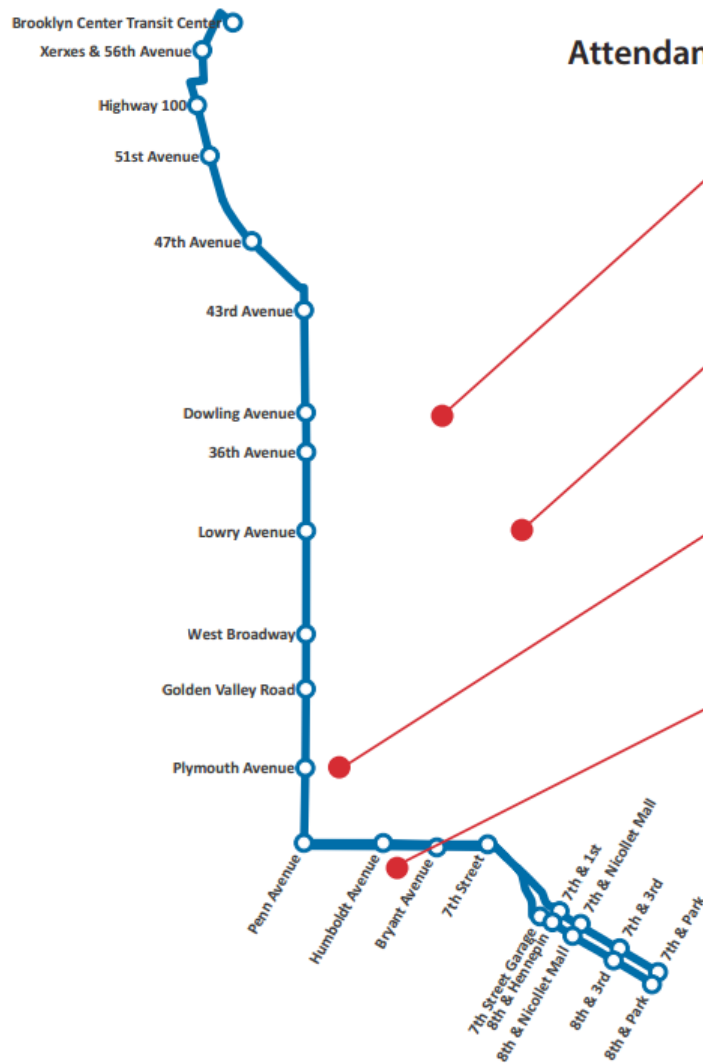 Brooklyn Center Transit Center
Xerxes & 56th Avenue
Attendan
Highway 100
51st Avenue
47th Avenue
43rd Avenue
Dowling Avenue
36th Avenue
Lowry Avenue
West Broadway
Golden Valley Road
Plymouth Avenue
Penn Avenue
Humboldt Avenue
Bryant Avenue
7th Street
7th & 1st
7th & Nicollet Mall
7th & 3rd
7th & Park
7th Street Garage
8th & Hennepin
8th & Nicollet Mall
8th & 3rd
8th & Park